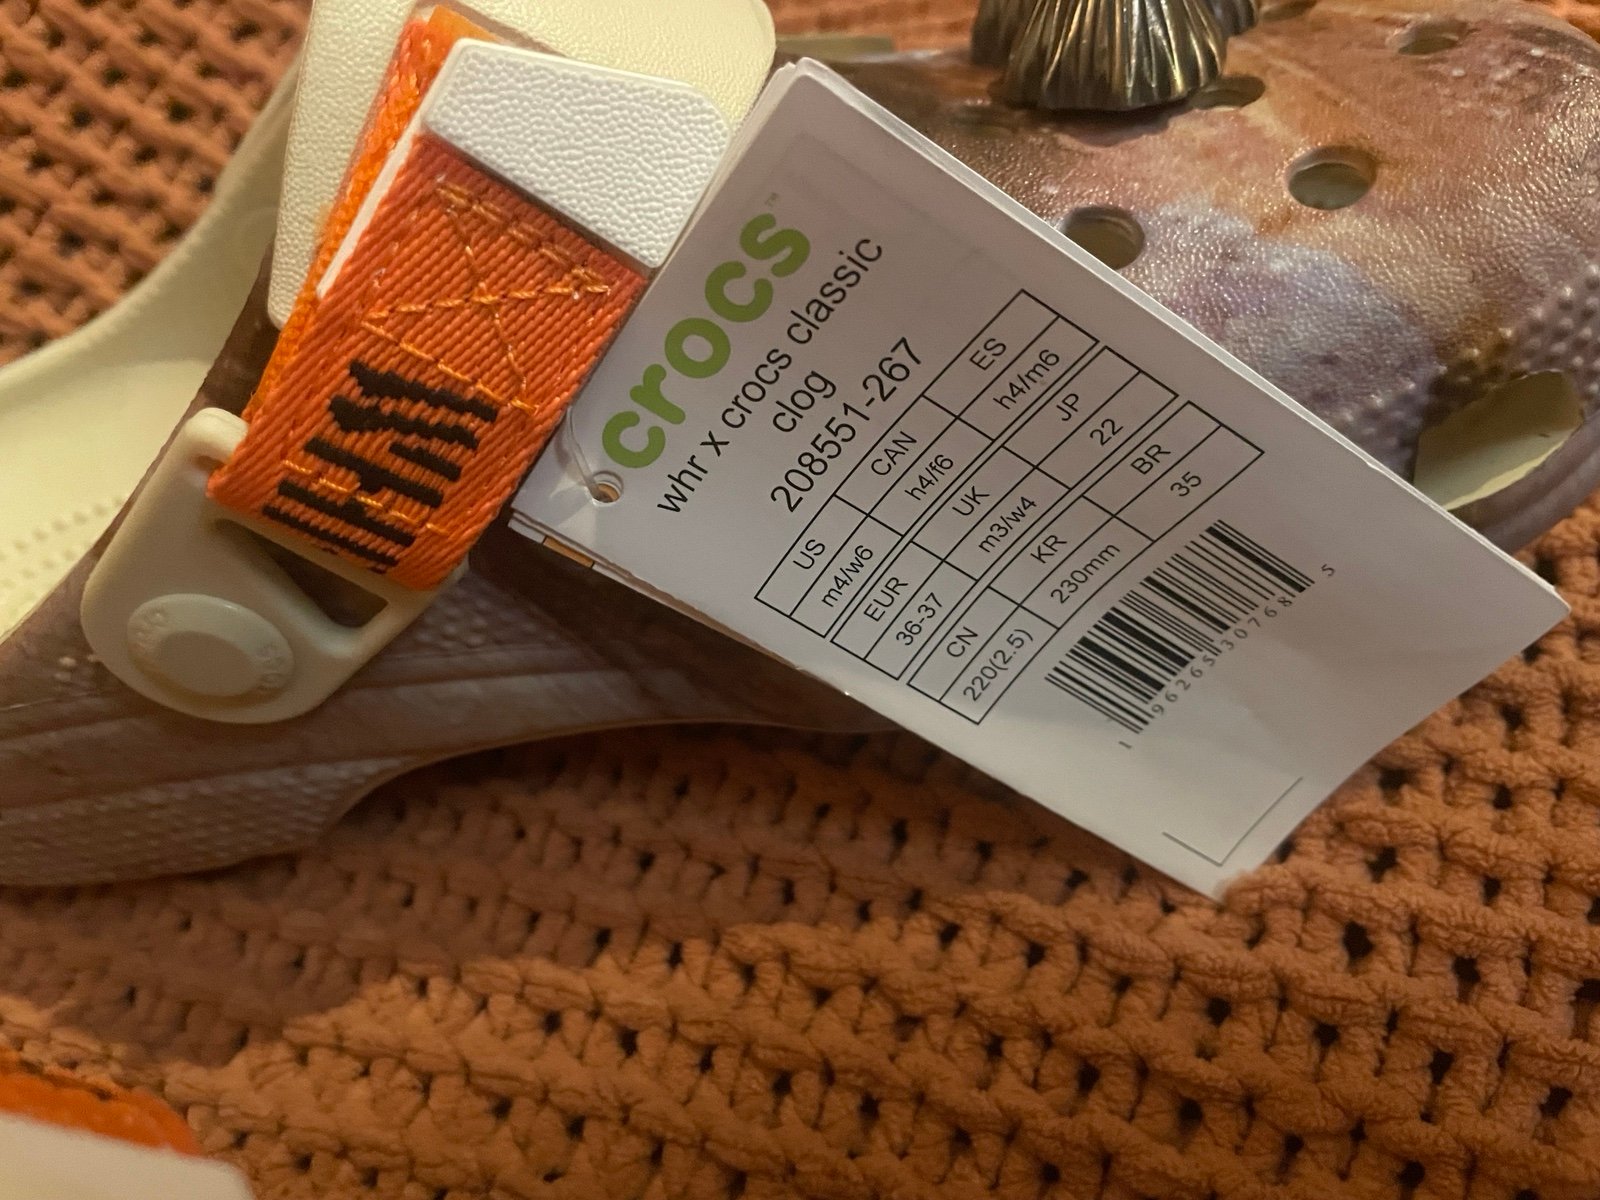 crocs™
whr x crocs classic
clog
208551-267
US CAN ES
m4/w6 h4/f6 h4/m6
EUR UK JP
36-37 m3/w4 22
CN KR BR
220(2.5) 230mm 35
1 96265 30768 5